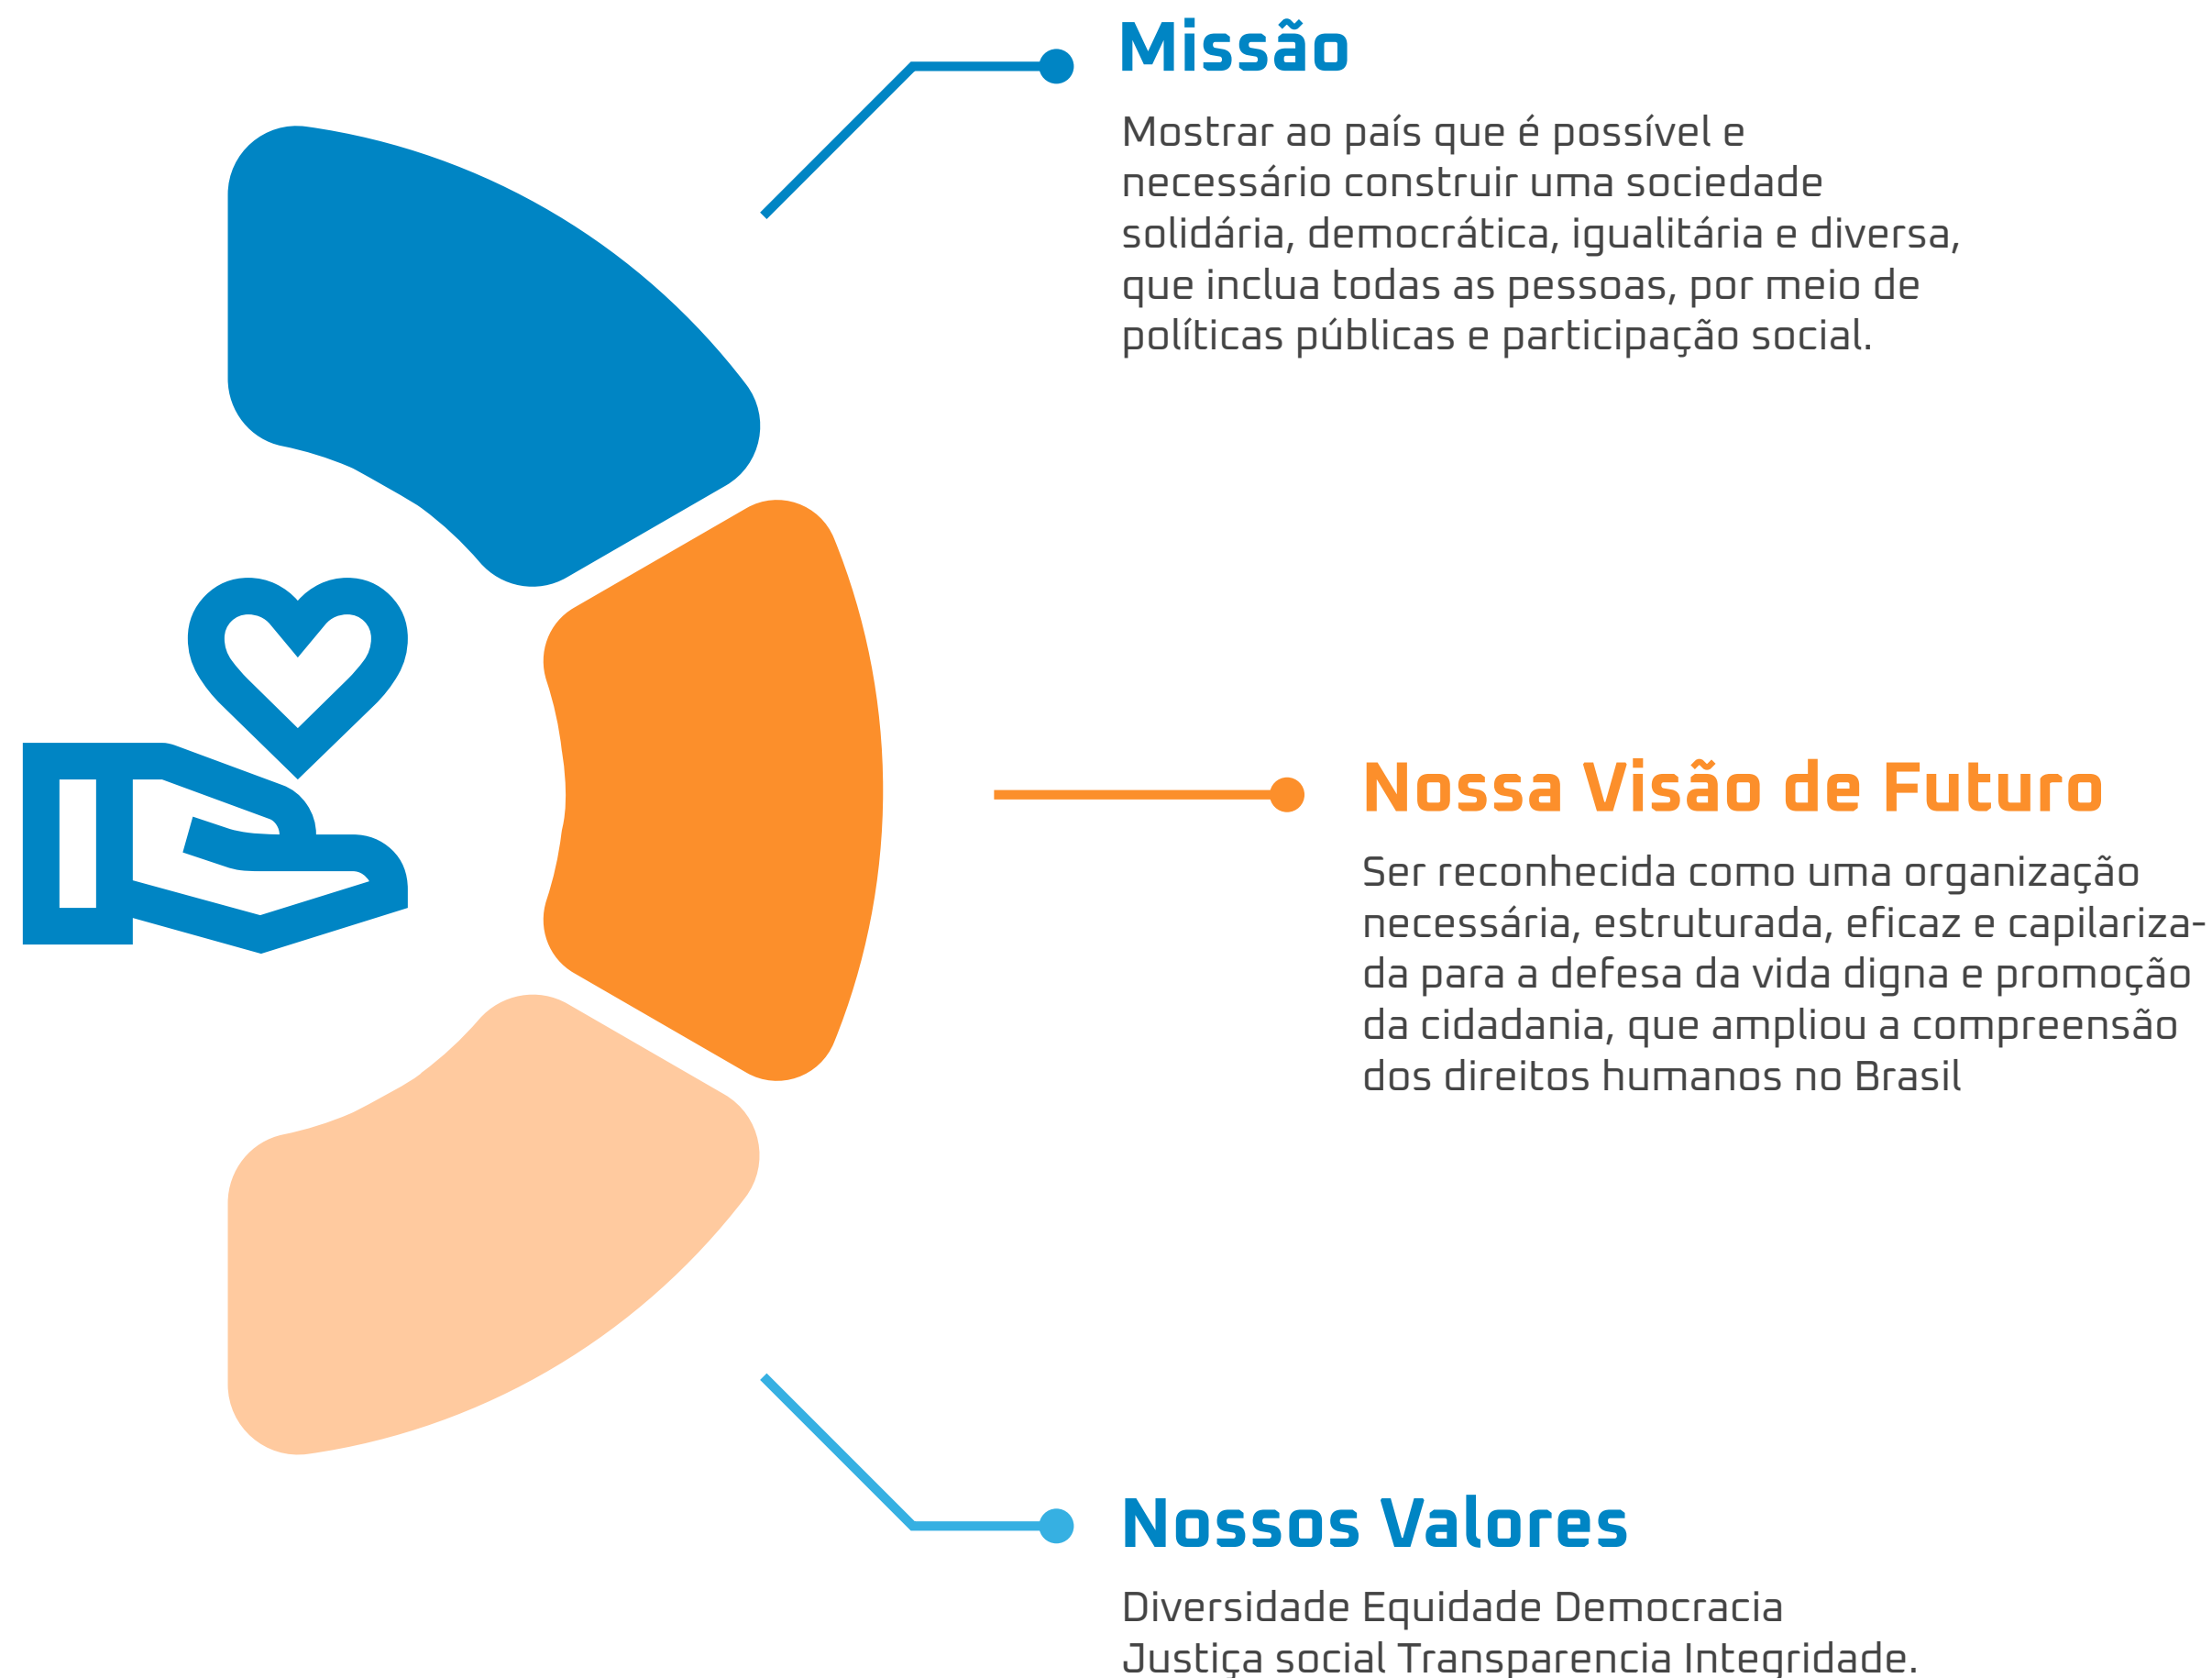 Missão
Mostrar ao país que é possível e
necessário construir uma sociedade
solidária, democrática, igualitária e diversa,
que inclua todas as pessoas, por meio de
políticas públicas e participação social.
Nossa Visão de Futuro
Ser reconhecida como uma organização
necessária, estruturada, eficaz e capilariza-
da para a defesa da vida digna e promoção
da cidadania, que ampliou a compreensão
dos direitos humanos no Brasil
Nossos Valores
Diversidade Equidade Democracia
Justiça social Transparencia Integridade.